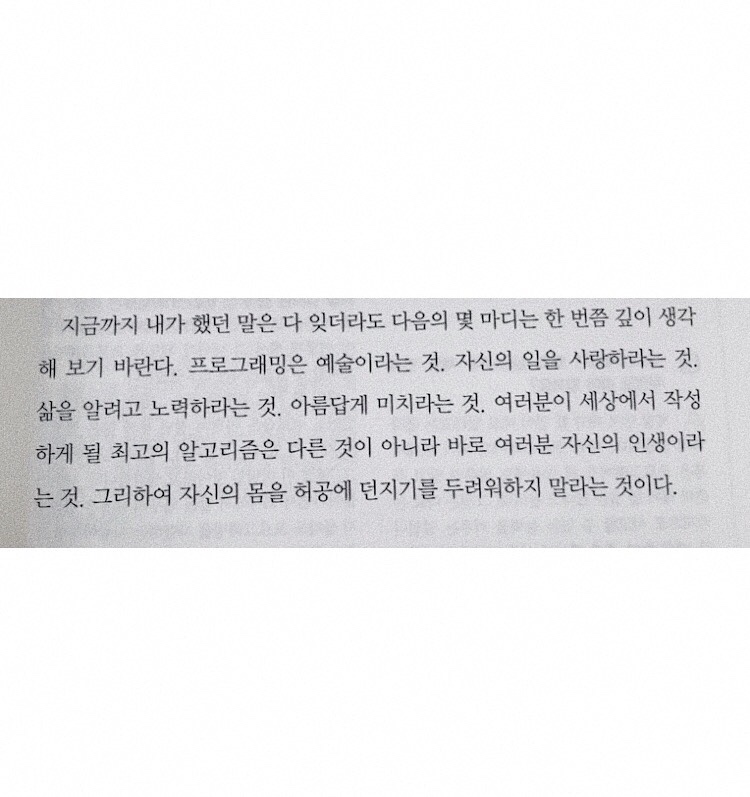 지금까지 내가 했던 말은 다 잊더라도 다음의 몇 마디는 한 번쯤 깊이 생각
해 보기 바란다. 프로그래밍은 예술이라는 것. 자신의 일을 사랑하라는 것.
삶을 알려고 노력하라는 것. 아름답게 미치라는 것. 여러분이 세상에서 작성
하게 될 최고의 알고리즘은 다른 것이 아니라 바로 여러분 자신의 인생이라
는 것. 그리하여 자신의 몸을 허공에 던지기를 두려워하지 말라는 것이다.